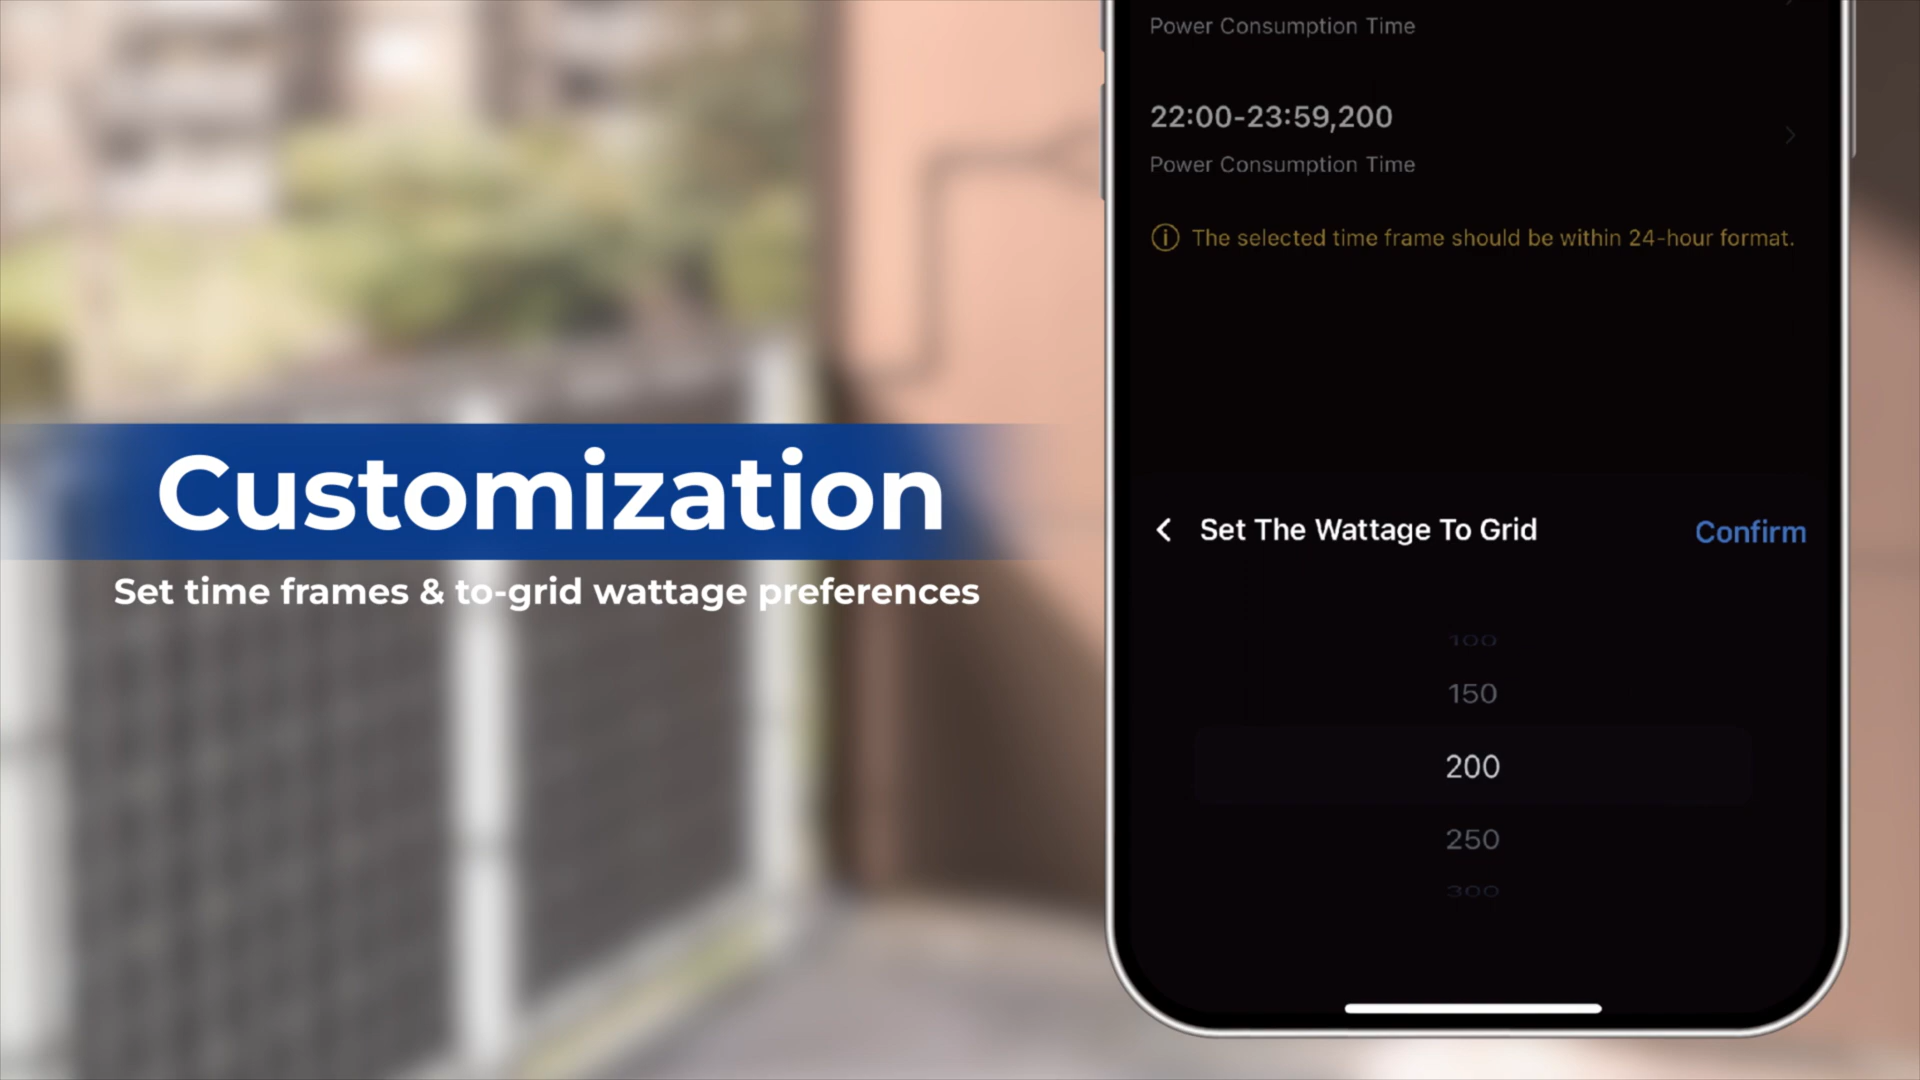 Customization
Set time frames & to-grid wattage preferences
Power Consumption Time
22:00-23:59,200
Power Consumption Time
The selected time frame should be within 24-hour format.
Set The Wattage To Grid
Confirm
100
150
200
250
300